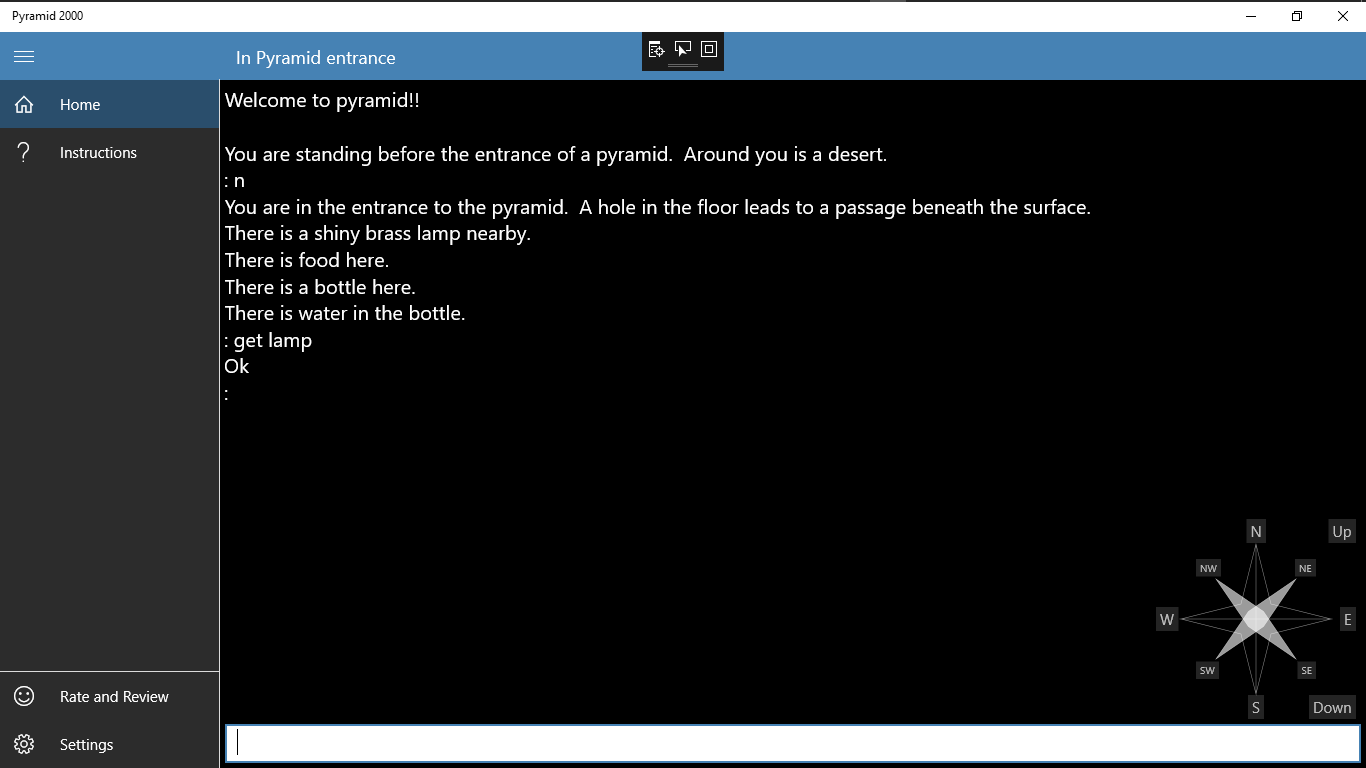 Pyramid 2000
In Pyramid entrance
Home
Instructions
Welcome to pyramid!!
You are standing before the entrance of a pyramid.  Around you is a desert.
: n
You are in the entrance to the pyramid.  A hole in the floor leads to a passage beneath the surface.
There is a shiny brass lamp nearby.
There is food here.
There is a bottle here.
There is water in the bottle.
: get lamp
Ok
:
N
Up
NW
NE
W
E
SW
SE
S
Down
Rate and Review
Settings